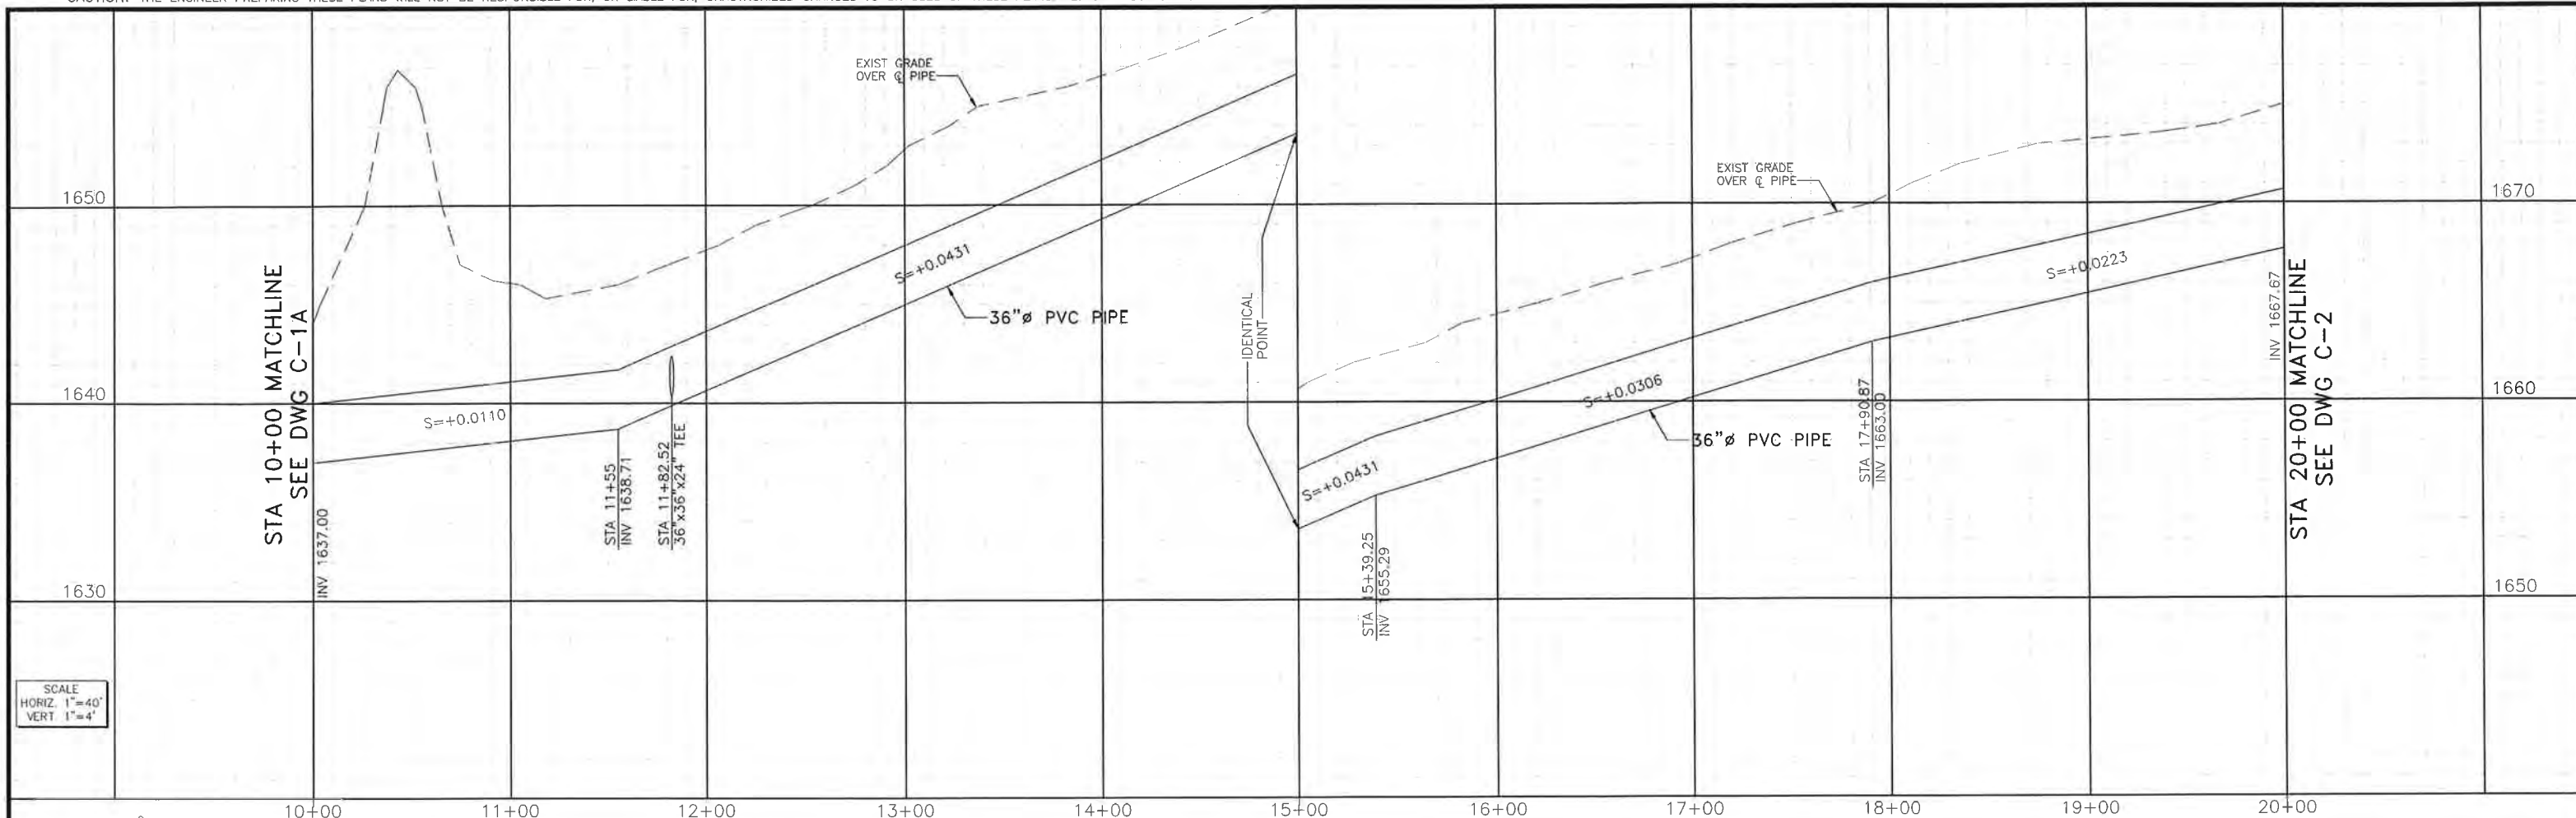 EXIST GRADE
OVER ℄ PIPE
1650
1640
1630
STA 10+00 MATCHLINE
SEE DWG C-1A
INV 1637.00
S=+0.0110
STA 11+55
INV 1638.71
STA 11+82.52
36"x36"x24" TEE
S=+0.0431
36"ø PVC PIPE
IDENTICAL
POINT
S=+0.0431
STA 15+39.25
INV 1655.29
S=+0.0306
36"ø PVC PIPE
EXIST GRADE
OVER ℄ PIPE
STA 17+90.87
INV 1663.00
S=+0.0223
INV 1667.67
STA 20+00 MATCHLINE
SEE DWG C-2
1670
1660
1650
SCALE
HORIZ. 1"=40'
VERT. 1"=4'
10+00 11+00 12+00 13+00 14+00 15+00 16+00 17+00 18+00 19+00 20+00